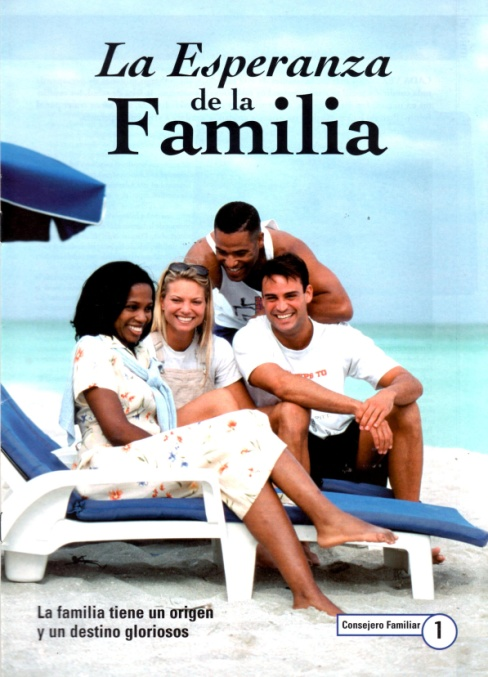 La Esperanza
de la
Familia
La familia tiene un origen
y un destino gloriosos
Consejero Familiar 1